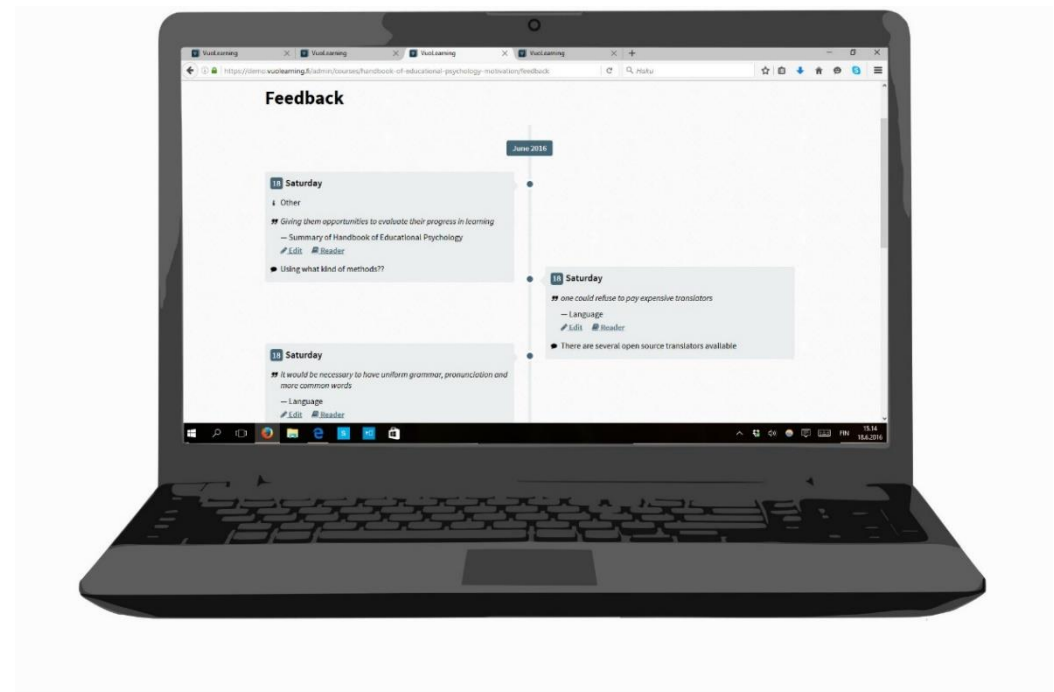 VuoLearning
VuoLearning
VuoLearning
VuoLearning
https://demo.vuolearning.fi/admin/courses/handbook-of-educational-psychology-motivation/feedback
Haku
Feedback
June 2016
18 Saturday
Other
Giving them opportunities to evaluate their progress in learning
— Summary of Handbook of Educational Psychology
Edit Reader
Using what kind of methods??
18 Saturday
one could refuse to pay expensive translators
— Language
Edit Reader
There are several open source translators available
18 Saturday
It would be necessary to have uniform grammar, pronunciation and
more common words
— Language
Edit Reader
FIN
15.14
18.6.2016